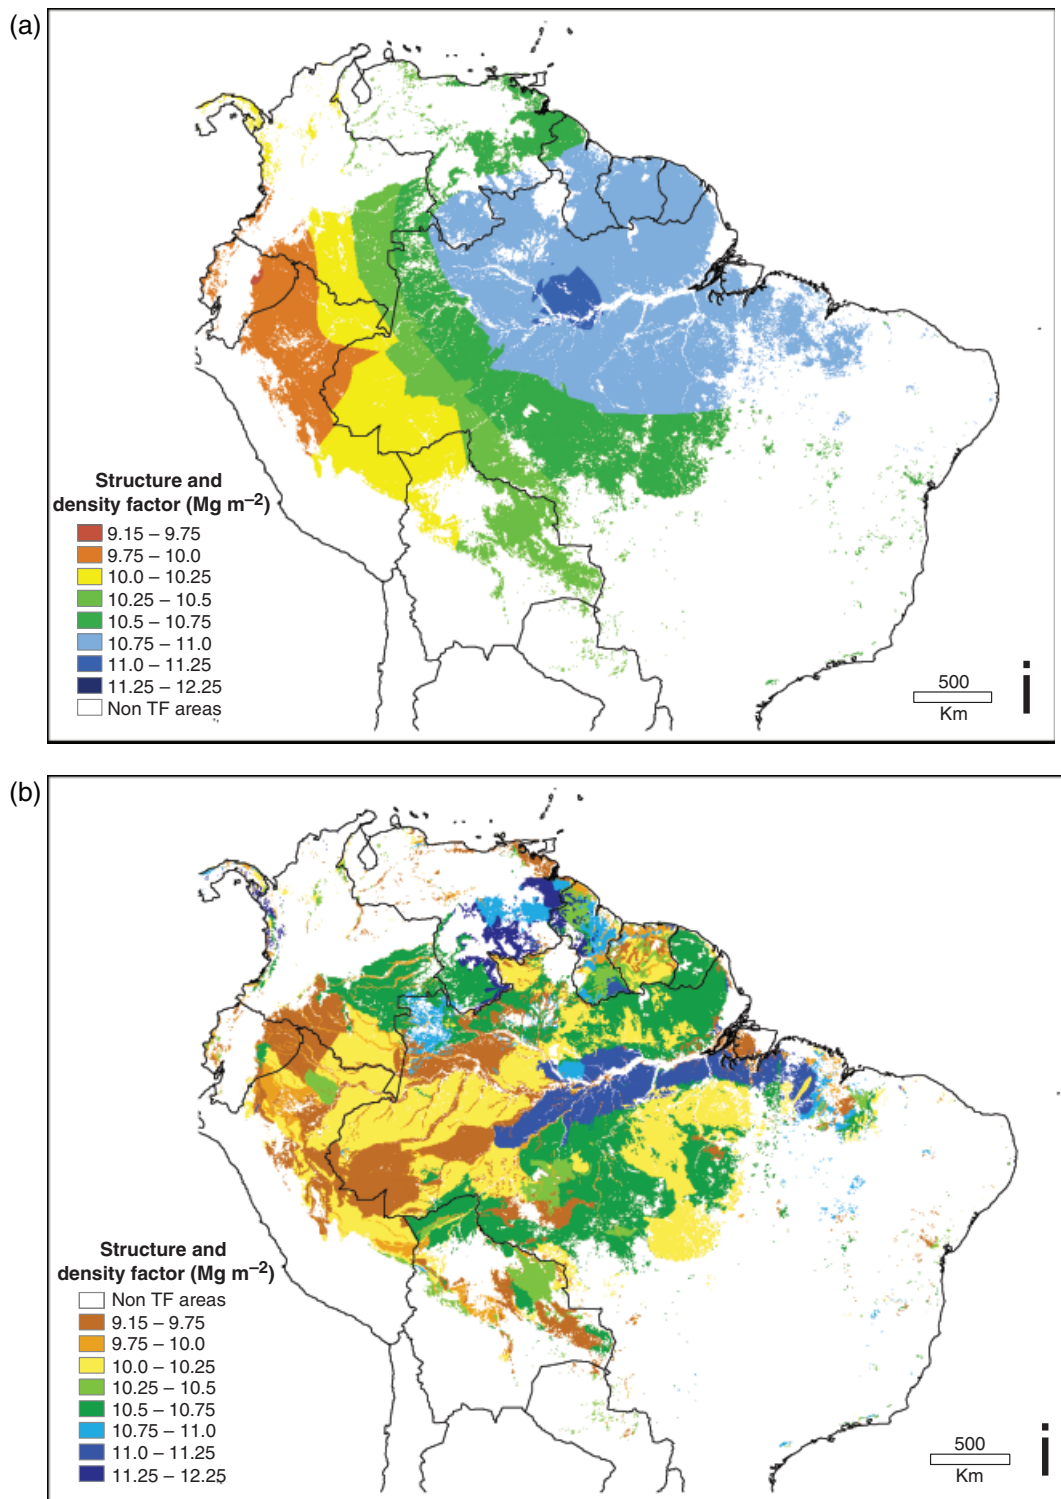 (a)
Structure and
density factor (Mg m⁻²)
9.15 – 9.75
9.75 – 10.0
10.0 – 10.25
10.25 – 10.5
10.5 – 10.75
10.75 – 11.0
11.0 – 11.25
11.25 – 12.25
Non TF areas
500
Km
i
(b)
Structure and
density factor (Mg m⁻²)
Non TF areas
9.15 – 9.75
9.75 – 10.0
10.0 – 10.25
10.25 – 10.5
10.5 – 10.75
10.75 – 11.0
11.0 – 11.25
11.25 – 12.25
500
Km
i